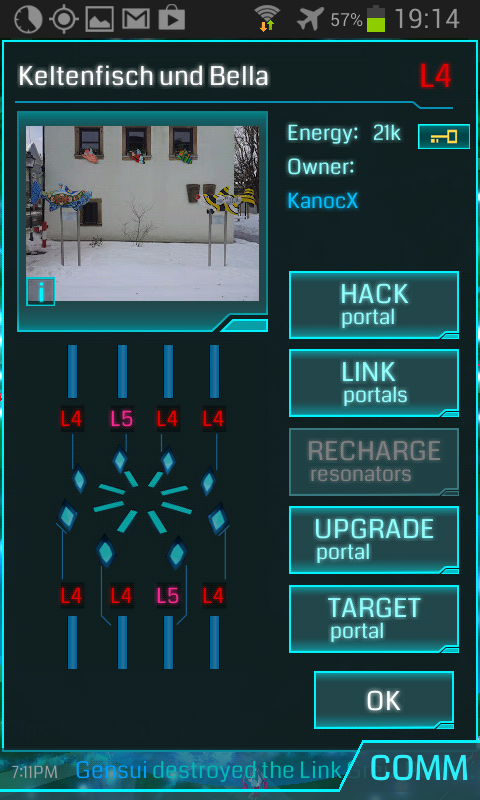 57% 19:14
Keltenfisch und Bella L4
Energy: 21k
Owner:
KanocX
i
HACK
portal
LINK
portals
L4 L5 L4 L4
RECHARGE
resonators
UPGRADE
portal
L4 L4 L5 L4
TARGET
portal
OK
7:11PM Gensui destroyed the Link
COMM